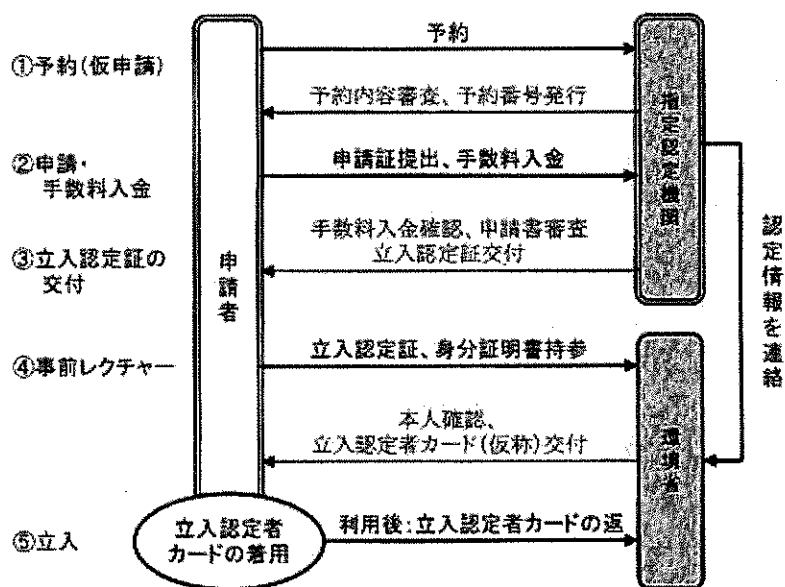 予約
①予約(仮申請)
予約内容審査、予約番号発行
指定認定機関
②申請・
手数料入金
申請証提出、手数料入金
手数料入金確認、申請書審査
立入認定証交付
③立入認定証の
交付
申請者
認定情報を連絡
④事前レクチャー
立入認定証、身分証明書持参
本人確認、
立入認定者カード(仮称)交付
環境省
⑤立入
立入認定者
カードの着用
利用後:立入認定者カードの返